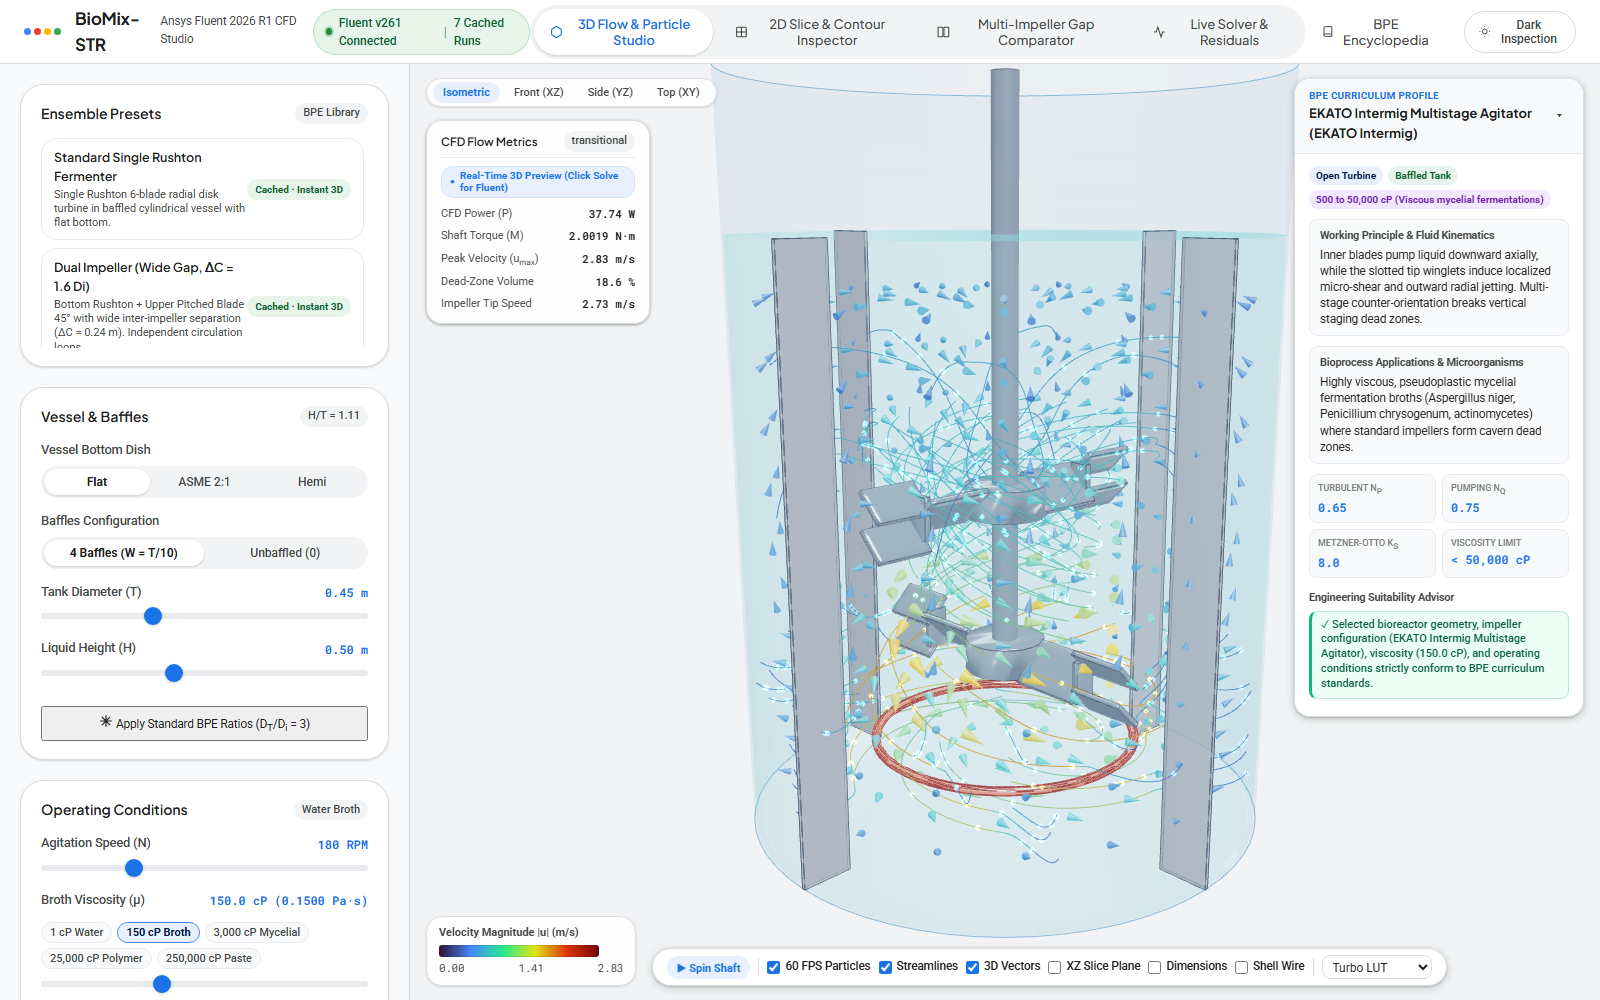 BioMix-STR
Ansys Fluent 2026 R1 CFD Studio
Fluent v261 Connected | 7 Cached Runs
3D Flow & Particle Studio
2D Slice & Contour Inspector
Multi-Impeller Gap Comparator
Live Solver & Residuals
BPE Encyclopedia
Dark Inspection
Ensemble Presets
BPE Library
Standard Single Rushton Fermenter
Single Rushton 6-blade radial disk turbine in baffled cylindrical vessel with flat bottom.
Cached · Instant 3D
Dual Impeller (Wide Gap, ΔC = 1.6 Di)
Bottom Rushton + Upper Pitched Blade 45° with wide inter-impeller separation (ΔC = 0.24 m). Independent circulation loops.
Cached · Instant 3D
Vessel & Baffles
H/T = 1.11
Vessel Bottom Dish
Flat
ASME 2:1
Hemi
Baffles Configuration
4 Baffles (W = T/10)
Unbaffled (0)
Tank Diameter (T)
0.45 m
Liquid Height (H)
0.50 m
✳ Apply Standard BPE Ratios (DT/Di = 3)
Operating Conditions
Water Broth
Agitation Speed (N)
180 RPM
Broth Viscosity (μ)
150.0 cP (0.1500 Pa·s)
1 cP Water
150 cP Broth
3,000 cP Mycelial
25,000 cP Polymer
250,000 cP Paste
Isometric
Front (XZ)
Side (YZ)
Top (XY)
CFD Flow Metrics
transitional
• Real-Time 3D Preview (Click Solve for Fluent)
CFD Power (P)
37.74 W
Shaft Torque (M)
2.0019 N·m
Peak Velocity (umax)
2.83 m/s
Dead-Zone Volume
18.6 %
Impeller Tip Speed
2.73 m/s
Velocity Magnitude |u| (m/s)
0.00
1.41
2.83
▶ Spin Shaft
60 FPS Particles
Streamlines
3D Vectors
XZ Slice Plane
Dimensions
Shell Wire
Turbo LUT
BPE CURRICULUM PROFILE
EKATO Intermig Multistage Agitator (EKATO Intermig)
Open Turbine
Baffled Tank
500 to 50,000 cP (Viscous mycelial fermentations)
Working Principle & Fluid Kinematics
Inner blades pump liquid downward axially, while the slotted tip winglets induce localized micro-shear and outward radial jetting. Multi-stage counter-orientation breaks vertical staging dead zones.
Bioprocess Applications & Microorganisms
Highly viscous, pseudoplastic mycelial fermentation broths (Aspergillus niger, Penicillium chrysogenum, actinomycetes) where standard impellers form cavern dead zones.
TURBULENT NP
0.65
PUMPING NQ
0.75
METZNER-OTTO KS
8.0
VISCOSITY LIMIT
< 50,000 cP
Engineering Suitability Advisor
✓ Selected bioreactor geometry, impeller configuration (EKATO Intermig Multistage Agitator), viscosity (150.0 cP), and operating conditions strictly conform to BPE curriculum standards.